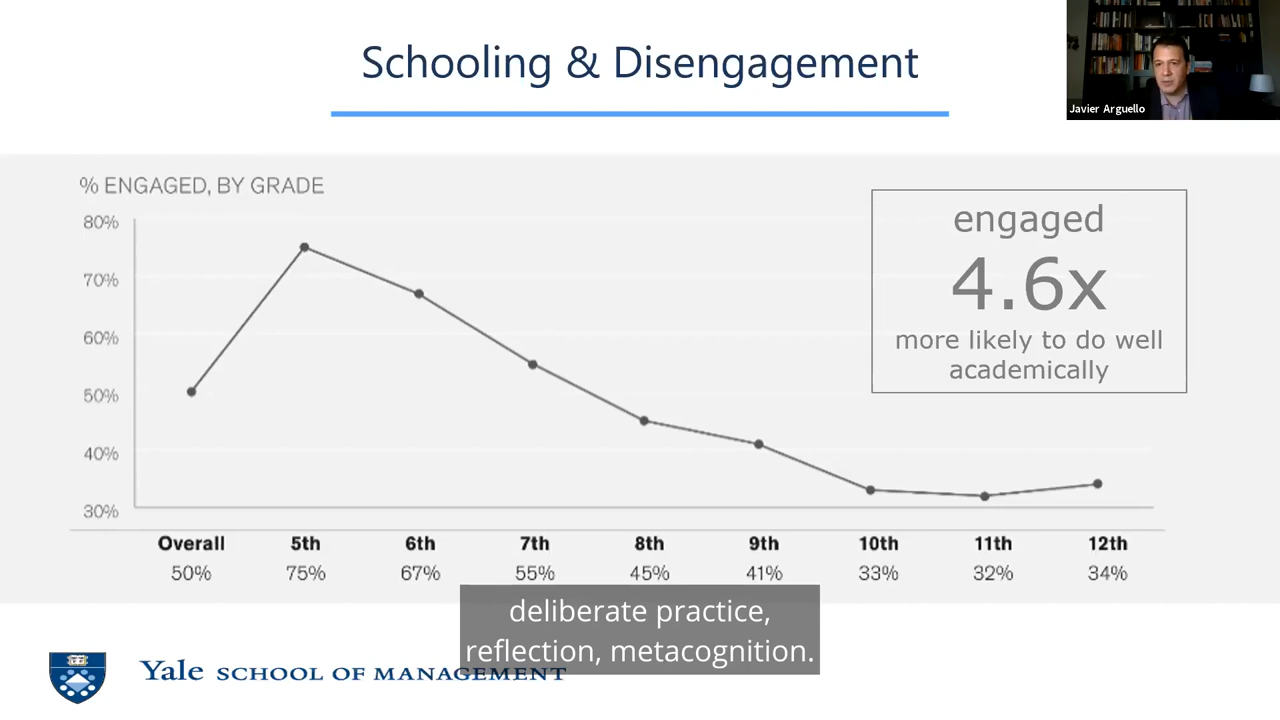 Schooling & Disengagement
Javier Arguello
% ENGAGED, BY GRADE
80%
70%
60%
50%
40%
30%
engaged
4.6x
more likely to do well
academically
Overall 5th 6th 7th 8th 9th 10th 11th 12th
50% 75% 67% 55% 45% 41% 33% 32% 34%
deliberate practice,
reflection, metacognition.
Yale SCHOOL OF MANAGEMENT